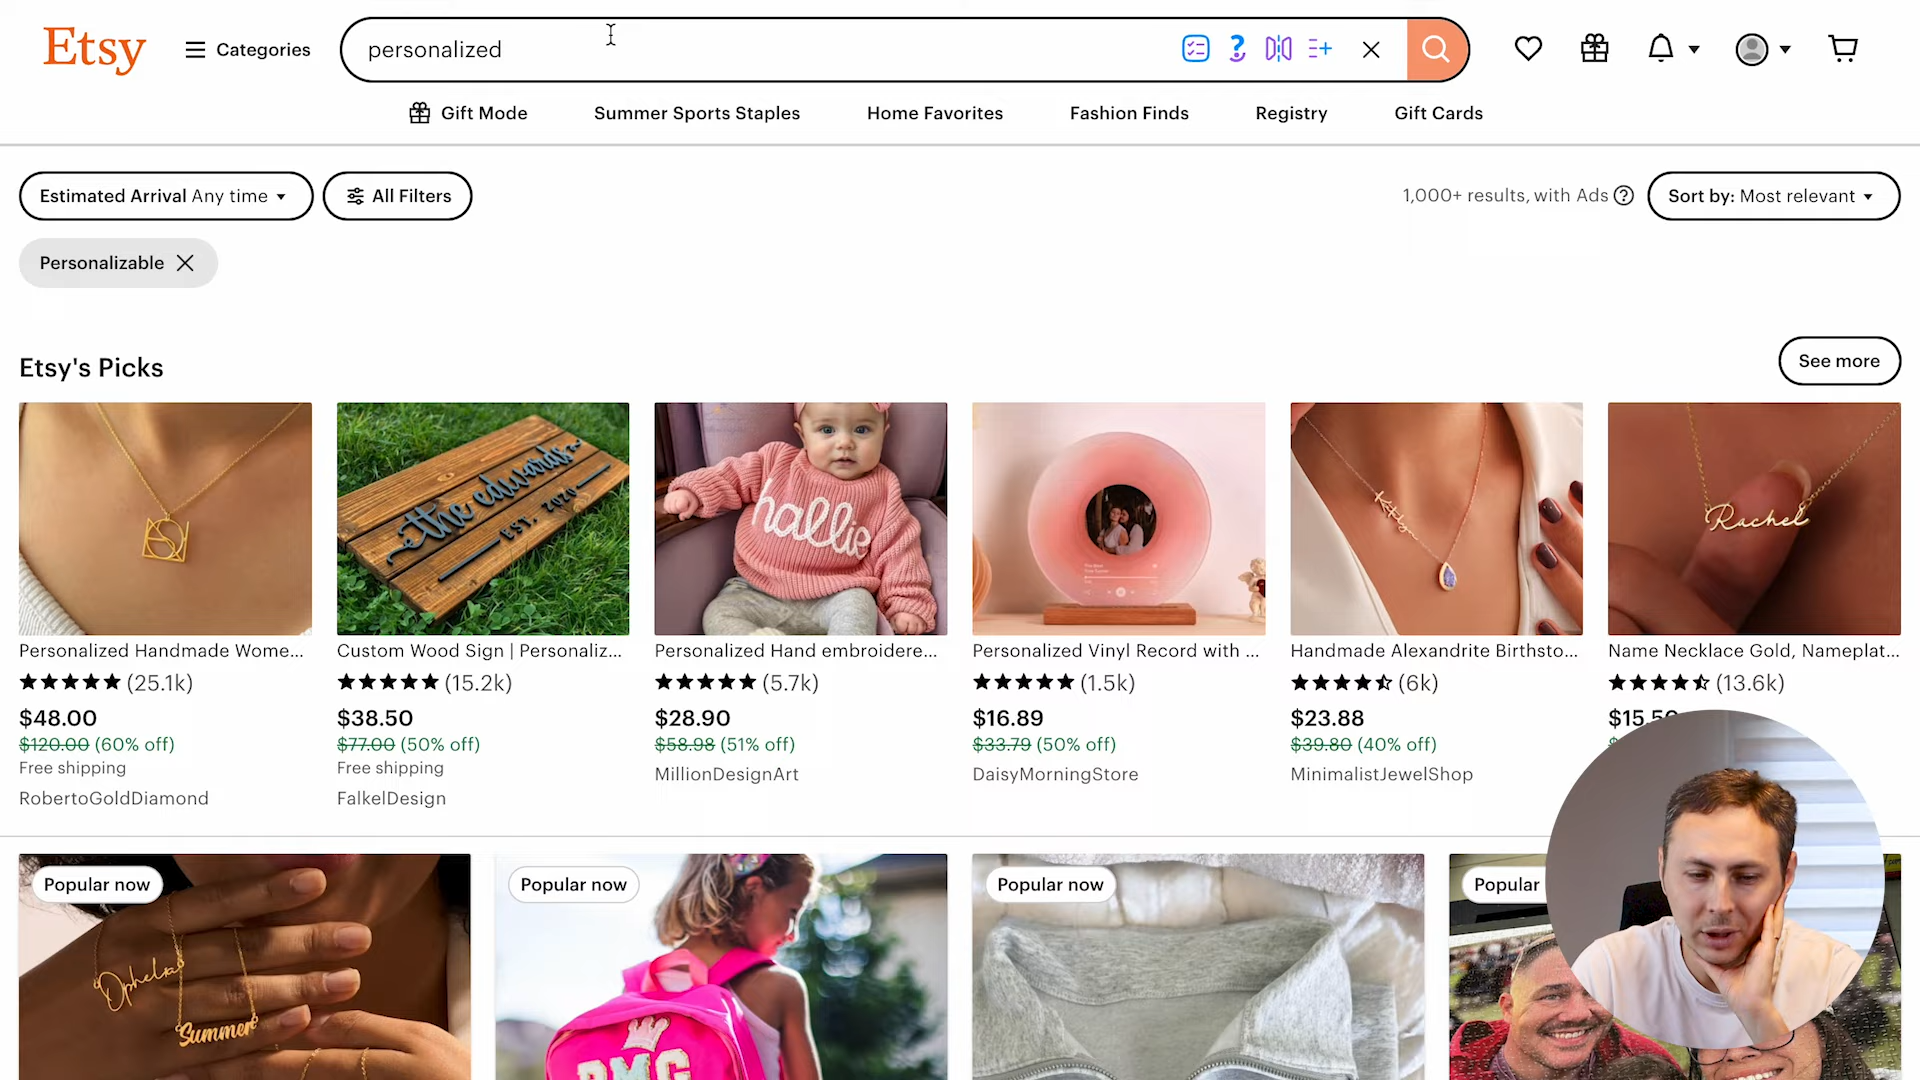 Etsy
Categories
personalized
Gift Mode
Summer Sports Staples
Home Favorites
Fashion Finds
Registry
Gift Cards
Estimated Arrival Any time
All Filters
1,000+ results, with Ads
Sort by: Most relevant
Personalizable
Etsy's Picks
See more
the edwards
EST. 2020
hallie
Rachel
Personalized Handmade Wome...
Custom Wood Sign | Personaliz...
Personalized Hand embroidere...
Personalized Vinyl Record with ...
Handmade Alexandrite Birthsto...
Name Necklace Gold, Nameplat...
(25.1k)
(15.2k)
(5.7k)
(1.5k)
(6k)
(13.6k)
$48.00
$38.50
$28.90
$16.89
$23.88
$15.50
$120.00 (60% off)
$77.00 (50% off)
$58.98 (51% off)
$33.79 (50% off)
$39.80 (40% off)
Free shipping
Free shipping
MillionDesignArt
DaisyMorningStore
MinimalistJewelShop
RobertoGoldDiamond
FalkelDesign
Popular now
Popular now
Popular now
Popular
Ophelia
Summer